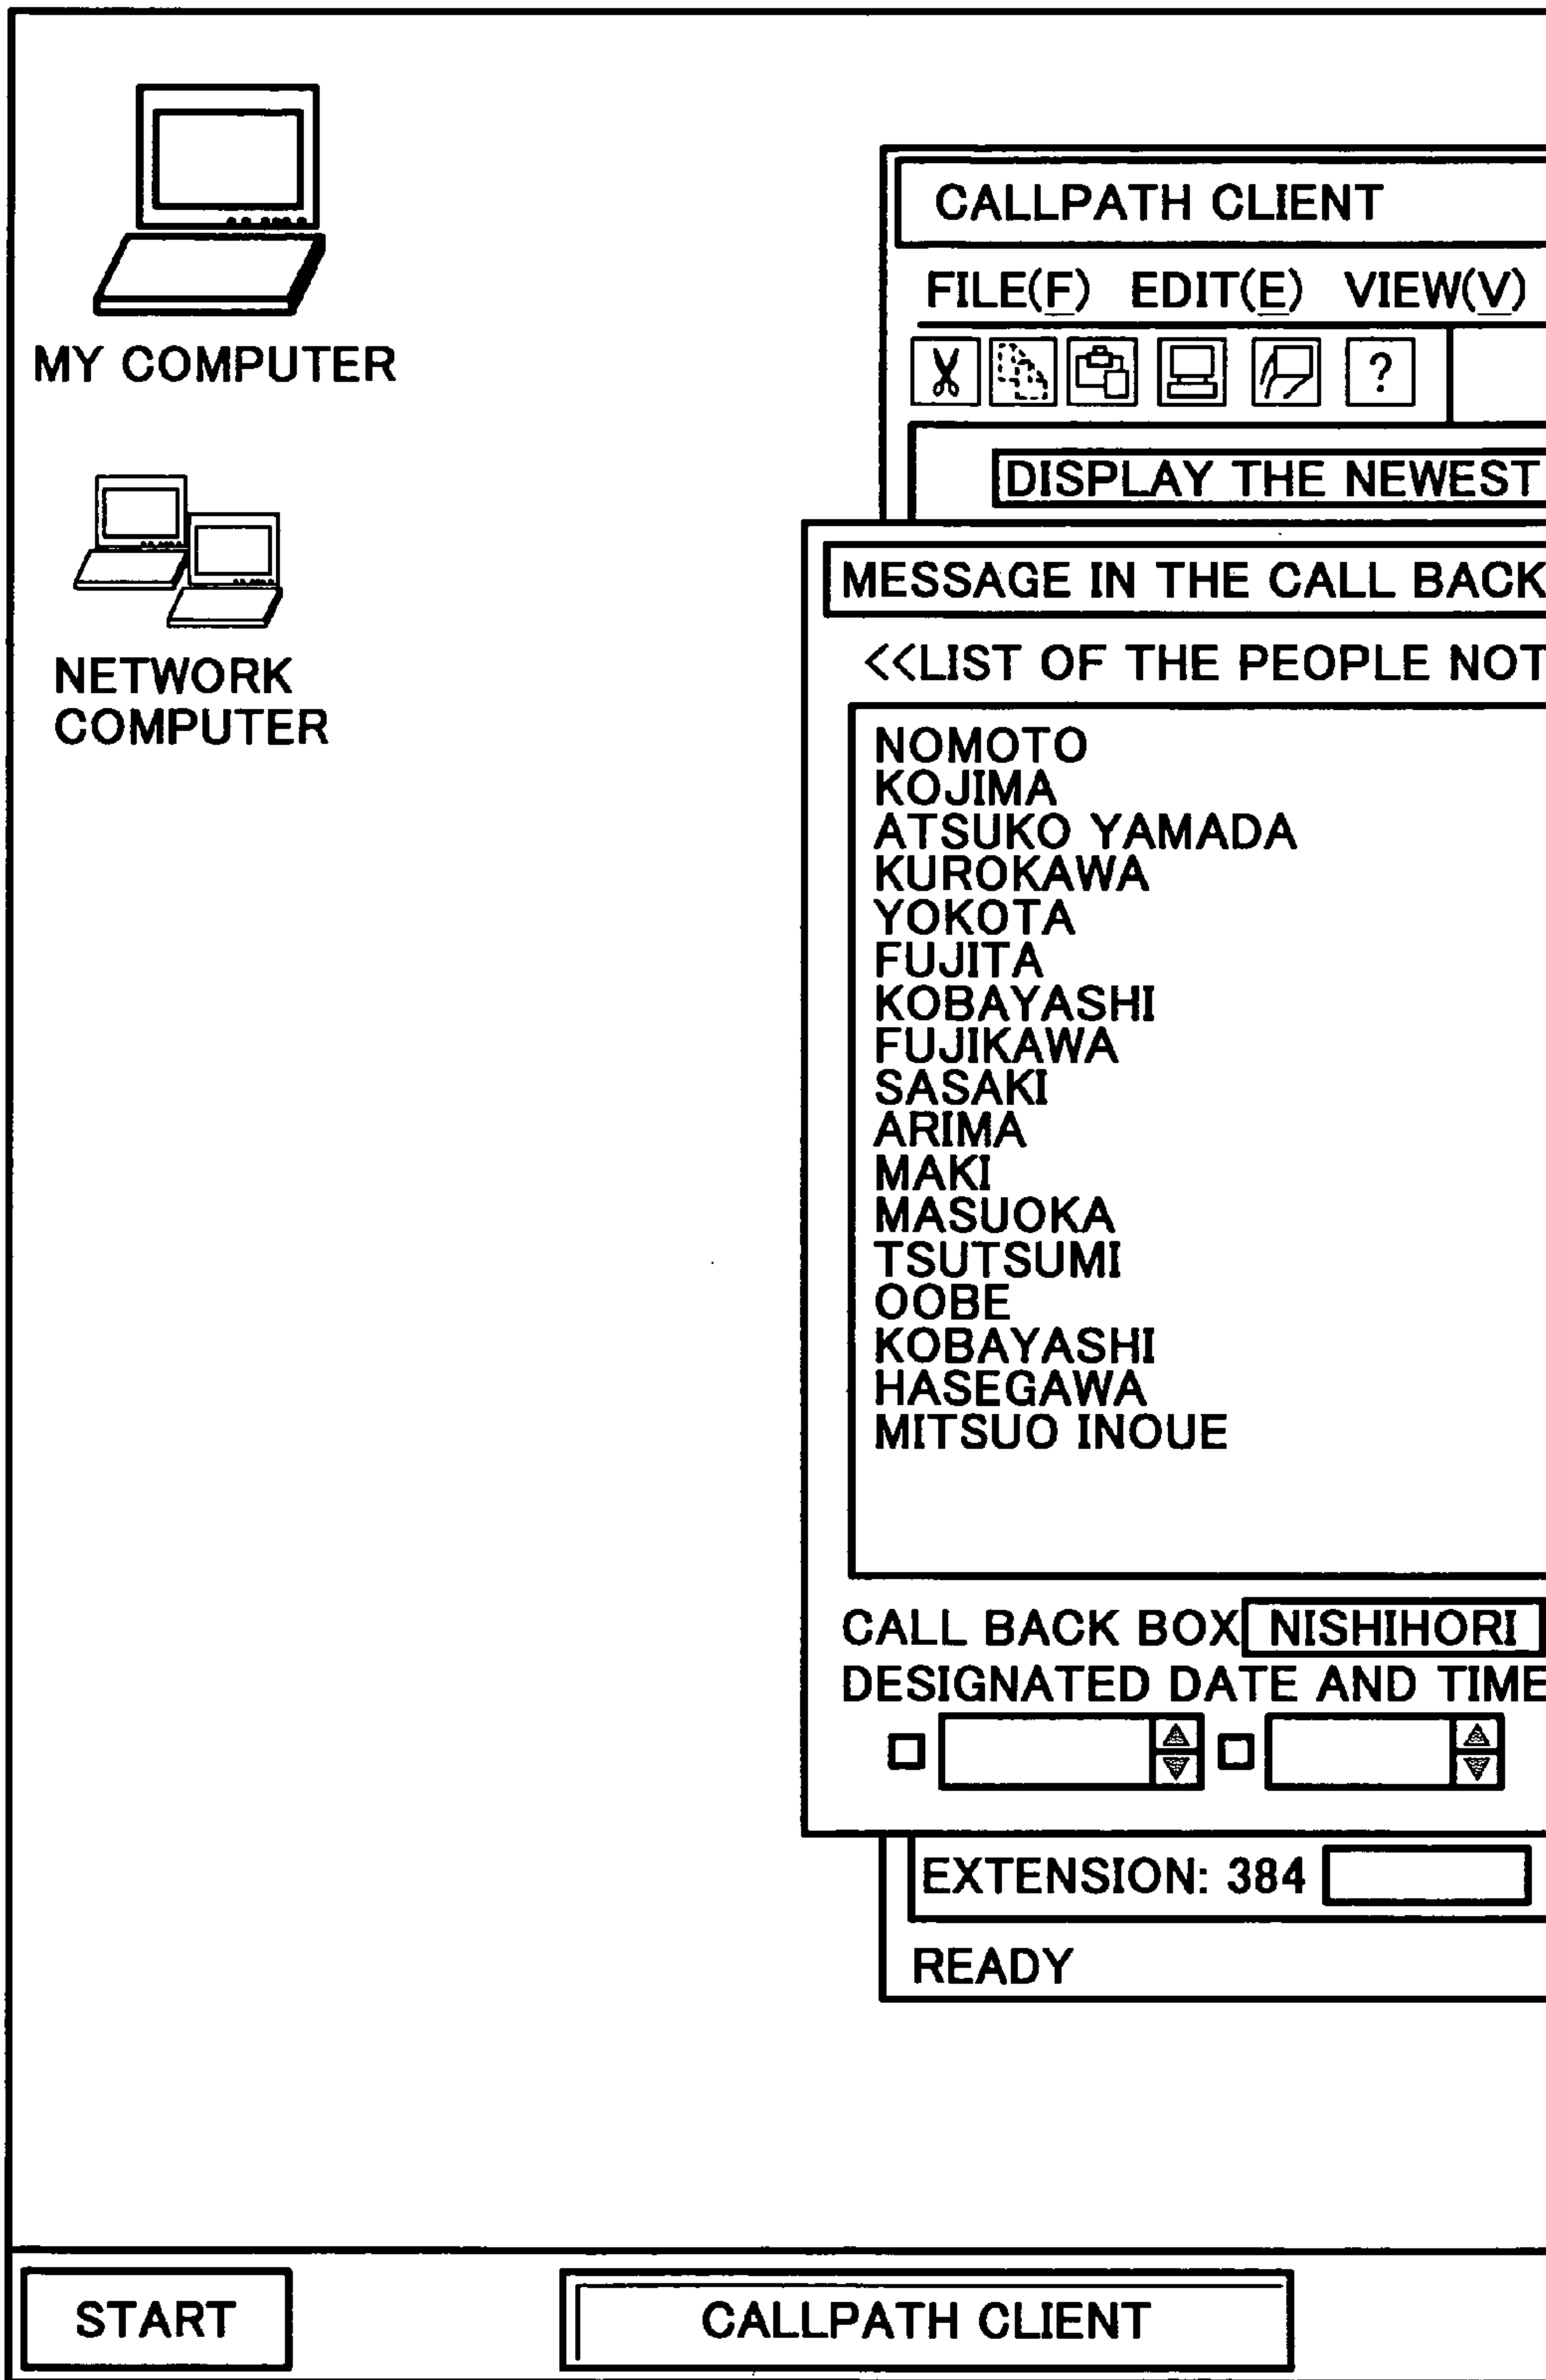 MY COMPUTER
NETWORK
COMPUTER
CALLPATH CLIENT
FILE(F) EDIT(E) VIEW(V)
?
DISPLAY THE NEWEST
MESSAGE IN THE CALL BACK
<<LIST OF THE PEOPLE NOT
NOMOTO
KOJIMA
ATSUKO YAMADA
KUROKAWA
YOKOTA
FUJITA
KOBAYASHI
FUJIKAWA
SASAKI
ARIMA
MAKI
MASUOKA
TSUTSUMI
OOBE
KOBAYASHI
HASEGAWA
MITSUO INOUE
CALL BACK BOX NISHIHORI
DESIGNATED DATE AND TIME
EXTENSION: 384
READY
START
CALLPATH CLIENT